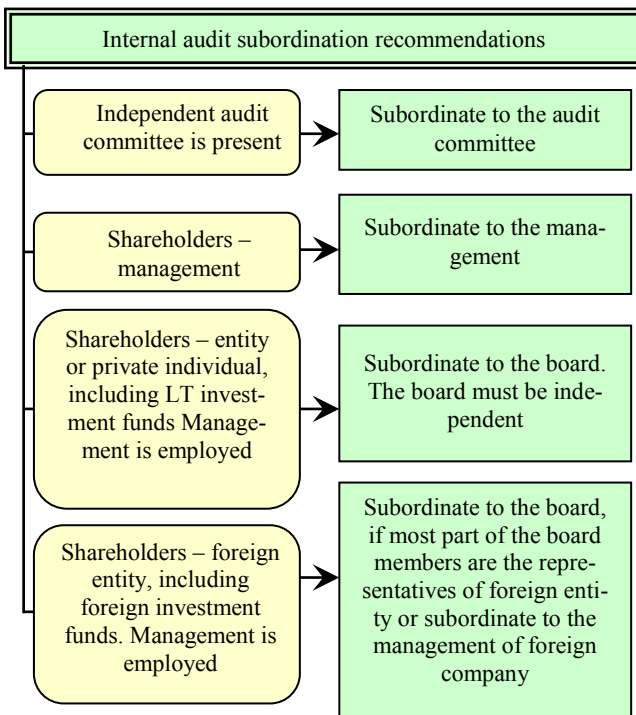 Internal audit subordination recommendations
Independent audit
committee is present
Subordinate to the audit
committee
Shareholders –
management
Subordinate to the mana-
gement
Shareholders – entity
or private individual,
including LT invest-
ment funds Manage-
ment is employed
Subordinate to the board.
The board must be inde-
pendent
Shareholders – foreign
entity, including
foreign investment
funds. Management is
employed
Subordinate to the board,
if most part of the board
members are the repre-
sentatives of foreign enti-
ty or subordinate to the
management of foreign
company